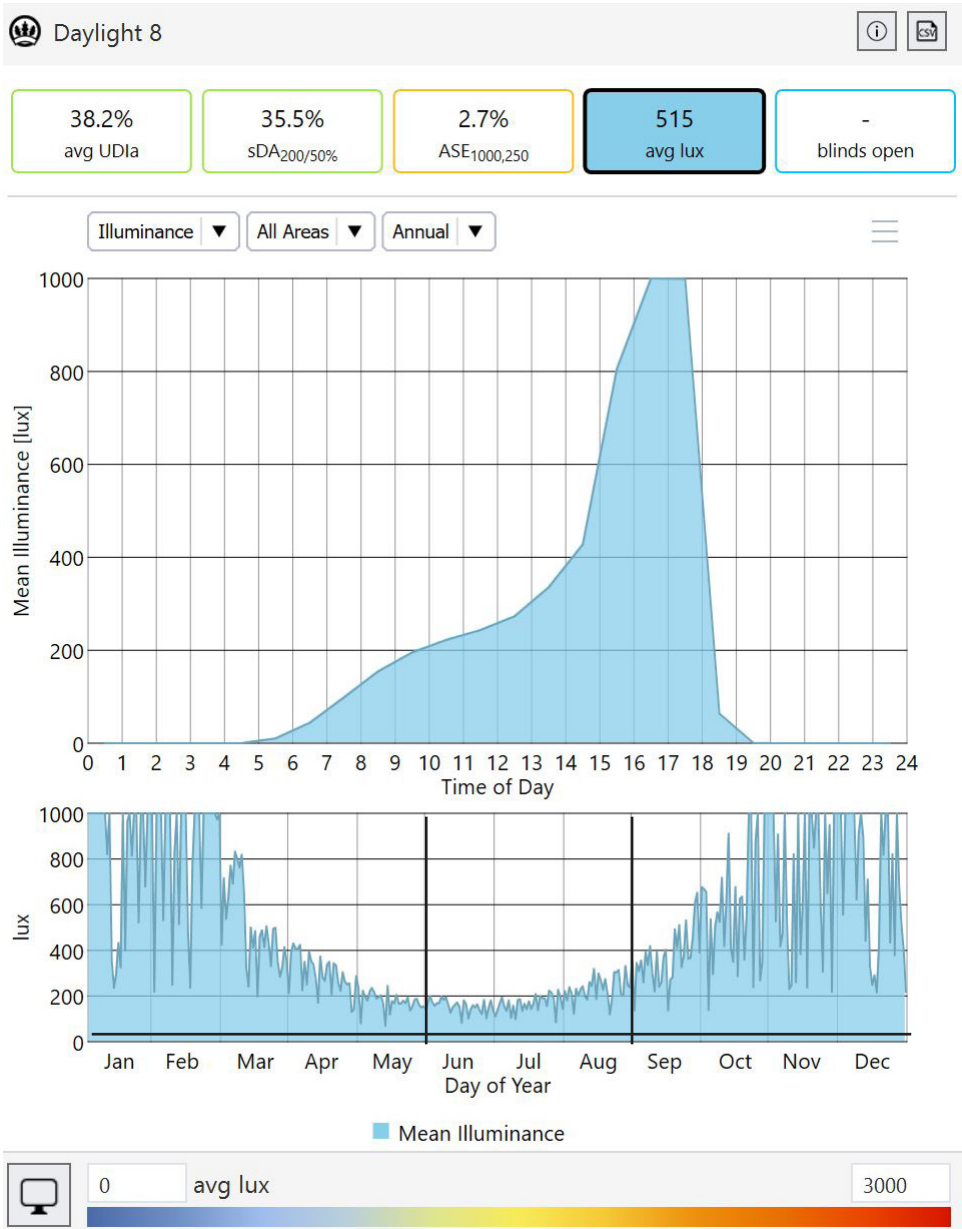 Daylight 8
CSV
38.2%
avg UDIa
35.5%
sDA200/50%
2.7%
ASE1000,250
515
avg lux
-
blinds open
Illuminance ▼
All Areas ▼
Annual ▼
Mean Illuminance [lux]
1000
800
600
400
200
0
0 1 2 3 4 5 6 7 8 9 10 11 12 13 14 15 16 17 18 19 20 21 22 23 24
Time of Day
lux
1000
800
600
400
200
0
Jan Feb Mar Apr May Jun Jul Aug Sep Oct Nov Dec
Day of Year
Mean Illuminance
0 avg lux 3000